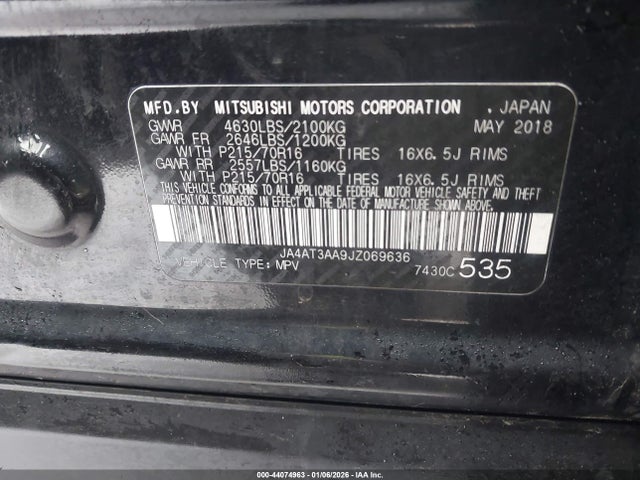 MFD.BY MITSUBISHI MOTORS CORPORATION . JAPAN
GVWR 4630LBS/2100KG MAY 2018
GAWR FR 2646LBS/1200KG
WITH P215/70R16 TIRES 16X6.5J RIMS
GAWR RR 2557LBS/1160KG
WITH P215/70R16 TIRES 16X6.5J RIMS
THIS VEHICLE CONFORMS TO ALL APPLICABLE FEDERAL MOTOR VEHICLE SAFETY AND THEFT
PREVENTION STANDARDS IN EFFECT ON THE DATE OF MANUFACTURE SHOWN ABOVE.
JA4AT3AA9JZ069636
VEHICLE TYPE: MPV 7430C 535
000-44074963 - 01/06/2026 - Copyright IAAI, Inc.